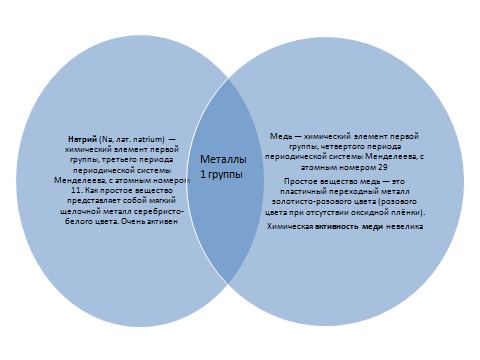 Натрий (Na, лат. natrium) —
химический элемент первой
группы, третьего периода
периодической системы
Менделеева, с атомным номером
11. Как простое вещество
представляет собой мягкий
щелочной металл серебристо-
белого цвета. Очень активен
Металлы
1 группы
Медь — химический элемент первой
группы, четвертого периода
периодической системы Менделеева, с
атомным номером 29
Простое вещество медь — это
пластичный переходный металл
золотисто-розового цвета (розового
цвета при отсутствии оксидной плёнки).
Химическая активность меди невелика